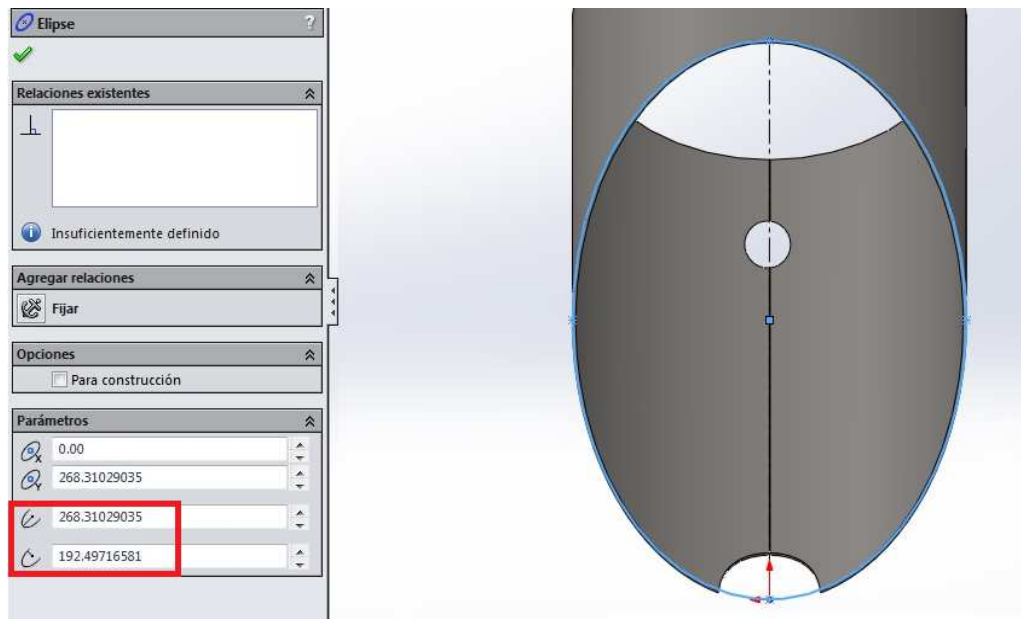 Elipse ?
Relaciones existentes
Insuficientemente definido
Agregar relaciones
Fijar
Opciones
Para construcción
Parámetros
X 0.00
Y 268.31029035
268.31029035
192.49716581